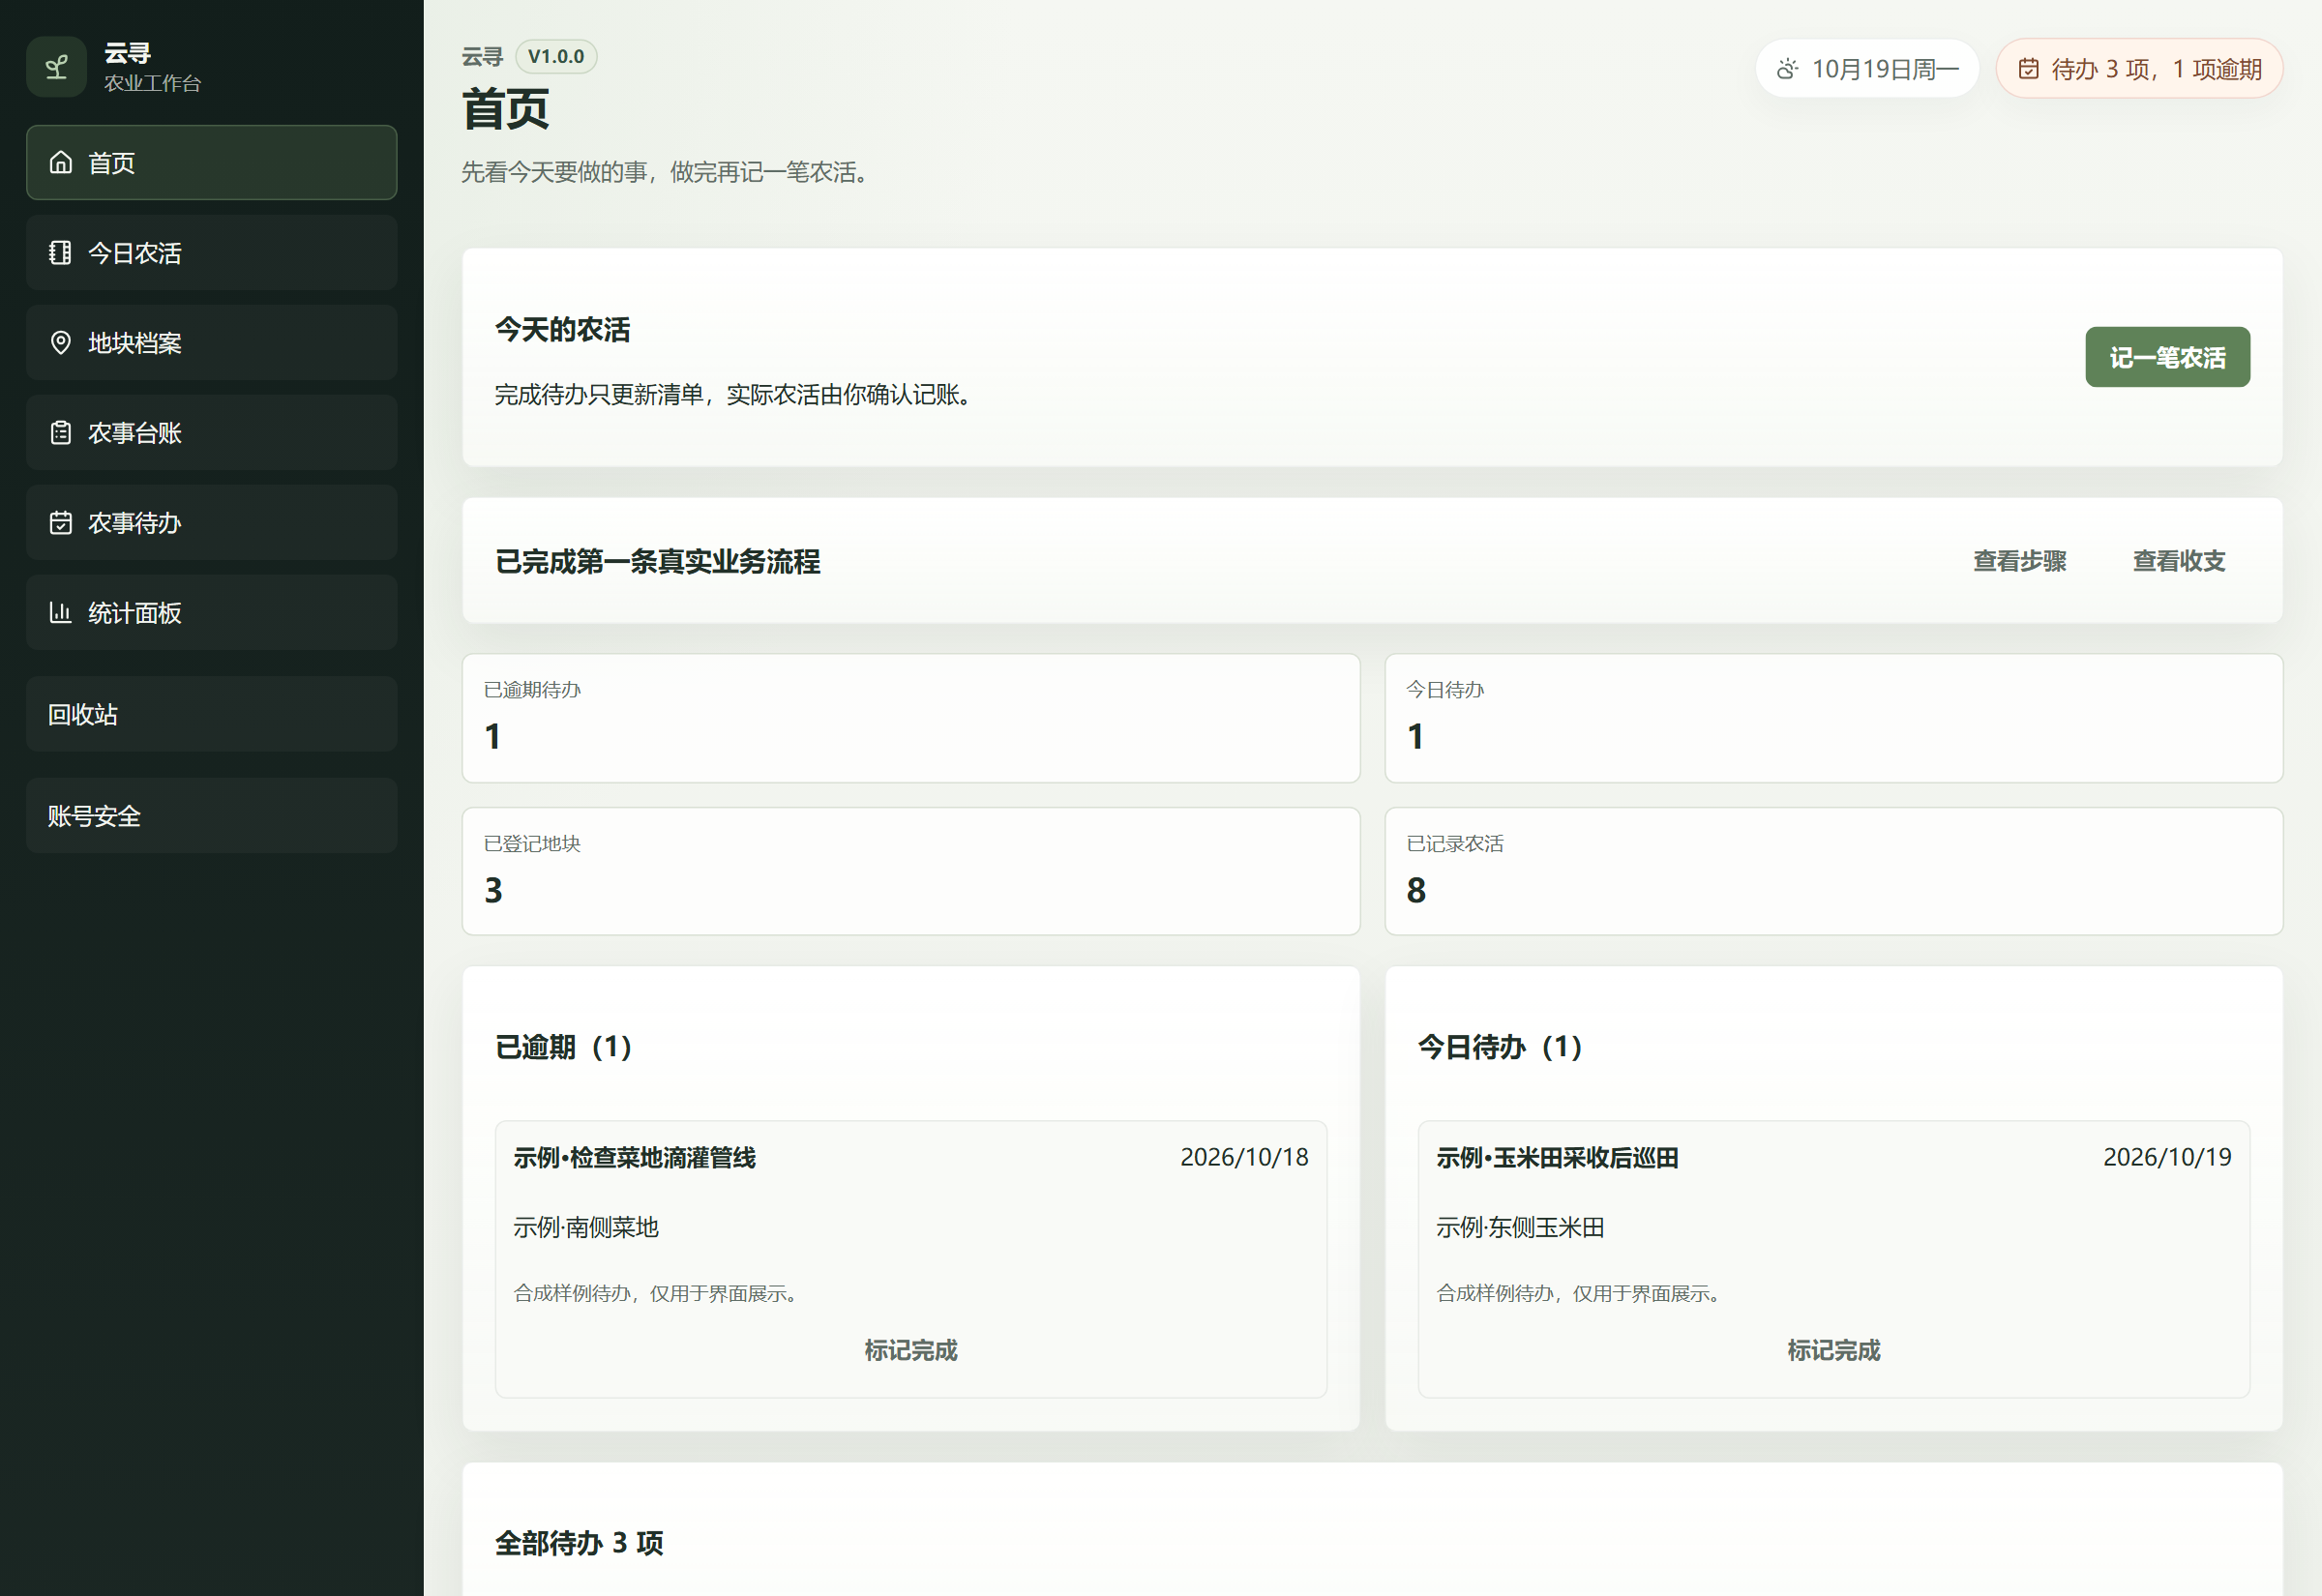 云寻
农业工作台
首页
今日农活
地块档案
农事台账
农事待办
统计面板
回收站
账号安全
云寻 V1.0.0
首页
先看今天要做的事，做完再记一笔农活。
10月19日周一
待办 3 项，1 项逾期
今天的农活
完成待办只更新清单，实际农活由你确认记账。
记一笔农活
已完成第一条真实业务流程
查看步骤 查看收支
已逾期待办
1
今日待办
1
已登记地块
3
已记录农活
8
已逾期（1）
示例·检查菜地滴灌管线 2026/10/18
示例·南侧菜地
合成样例待办，仅用于界面展示。
标记完成
今日待办（1）
示例·玉米田采收后巡田 2026/10/19
示例·东侧玉米田
合成样例待办，仅用于界面展示。
标记完成
全部待办 3 项